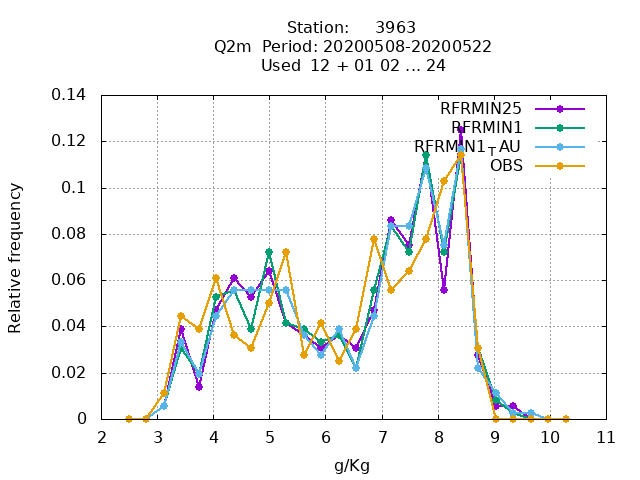 Station:     3963
Q2m  Period: 20200508-20200522
Used  12 + 01 02 ... 24
0.14
0.12
0.1
0.08
0.06
0.04
0.02
0
Relative frequency
RFRMIN25
RFRMIN1
RFRMIN1TAU
OBS
2 3 4 5 6 7 8 9 10 11
g/Kg